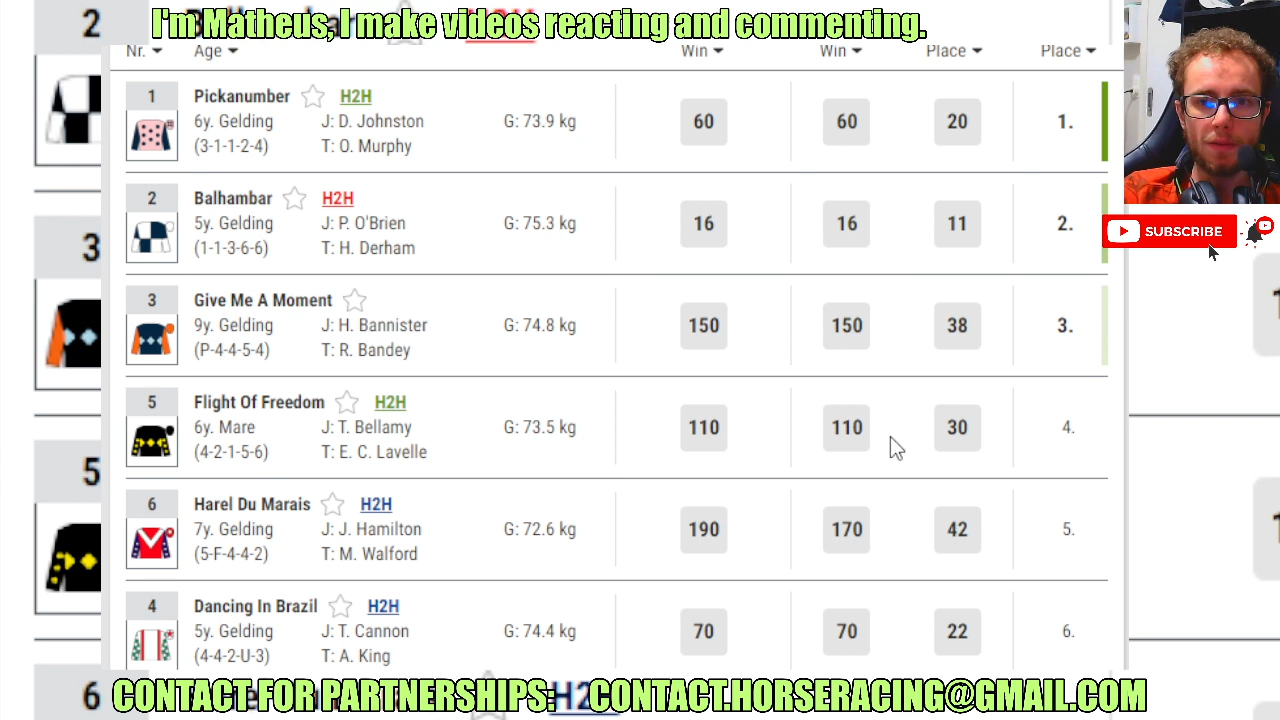 I'm Matheus, I make videos reacting and commenting.
2
H2H
Nr. Age Win Win Place Place
1 Pickanumber H2H
6y. Gelding J: D. Johnston G: 73.9 kg 60 60 20 1.
(3-1-1-2-4) T: O. Murphy
2 Balhambar H2H
5y. Gelding J: P. O'Brien G: 75.3 kg 16 16 11 2.
(1-1-3-6-6) T: H. Derham
SUBSCRIBE
3
3 Give Me A Moment
9y. Gelding J: H. Bannister G: 74.8 kg 150 150 38 3.
(P-4-4-5-4) T: R. Bandey
5
5 Flight Of Freedom H2H
6y. Mare J: T. Bellamy G: 73.5 kg 110 110 30 4.
(4-2-1-5-6) T: E. C. Lavelle
6 Harel Du Marais H2H
7y. Gelding J: J. Hamilton G: 72.6 kg 190 170 42 5.
(5-F-4-4-2) T: M. Walford
4 Dancing In Brazil H2H
5y. Gelding J: T. Cannon G: 74.4 kg 70 70 22 6.
(4-4-2-U-3) T: A. King
6
CONTACT FOR PARTNERSHIPS: CONTACT.HORSERACING@GMAIL.COM